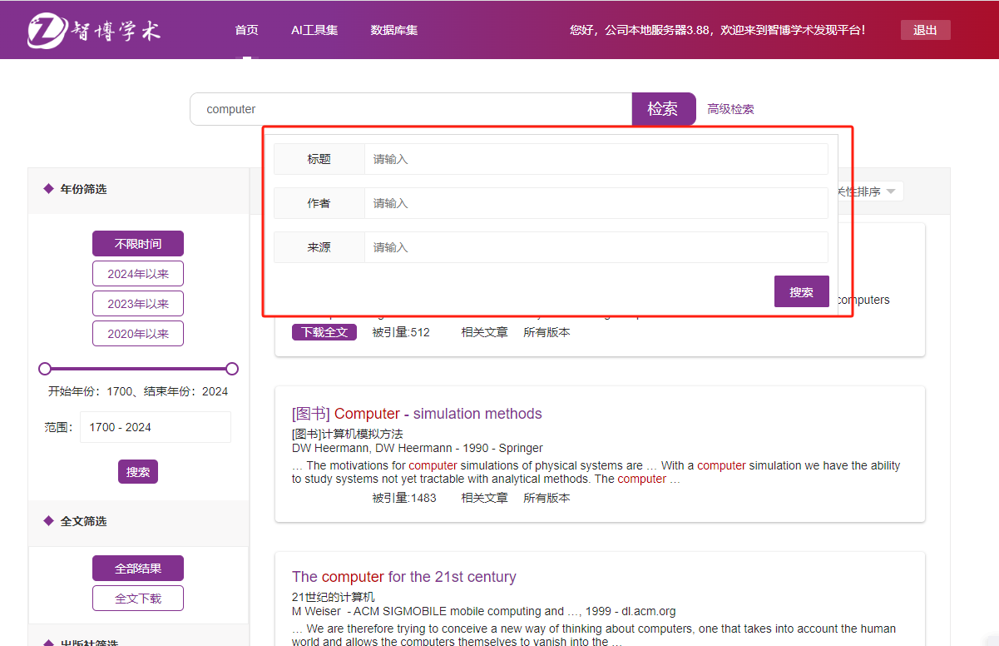 智博学术
首页 AI工具集 数据库集 您好，公司本地服务器3.88，欢迎来到智博学术发现平台！ 退出
computer 检索 高级检索
标题 请输入
作者 请输入
来源 请输入
搜索
关性排序
computers
下载全文 被引量:512 相关文章 所有版本
年份筛选
不限时间
2024年以来
2023年以来
2020年以来
开始年份：1700、结束年份：2024
范围： 1700 - 2024
搜索
全文筛选
全部结果
全文下载
出版社筛选
[图书] Computer - simulation methods
[图书]计算机模拟方法
DW Heermann, DW Heermann - 1990 - Springer
… The motivations for computer simulations of physical systems are … With a computer simulation we have the ability
to study systems not yet tractable with analytical methods. The computer …
被引量:1483 相关文章 所有版本
The computer for the 21st century
21世纪的计算机
M Weiser - ACM SIGMOBILE mobile computing and …, 1999 - dl.acm.org
… We are therefore trying to conceive a new way of thinking about computers, one that takes into account the human
world and allows the computers themselves to vanish into the …